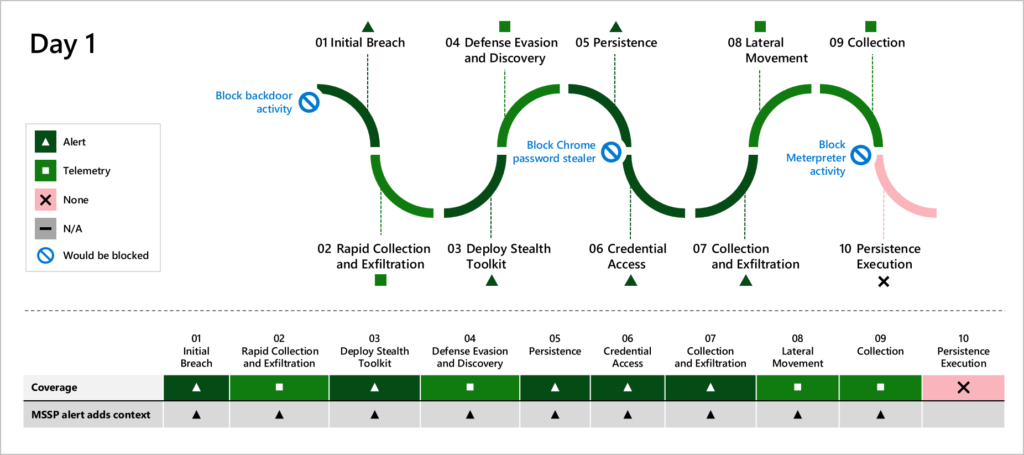 Day 1
01 Initial Breach
04 Defense Evasion
and Discovery
05 Persistence
08 Lateral
Movement
09 Collection
Block backdoor
activity
Block Chrome
password stealer
Block
Meterpreter
activity
Alert
Telemetry
None
N/A
Would be blocked
02 Rapid Collection
and Exfiltration
03 Deploy Stealth
Toolkit
06 Credential
Access
07 Collection
and Exfiltration
10 Persistence
Execution
01
Initial
Breach
02
Rapid Collection
and Exfiltration
03
Deploy Stealth
Toolkit
04
Defense Evasion
and Discovery
05
Persistence
06
Credential
Access
07
Collection
and Exfiltration
08
Lateral
Movement
09
Collection
10
Persistence
Execution
Coverage
MSSP alert adds context